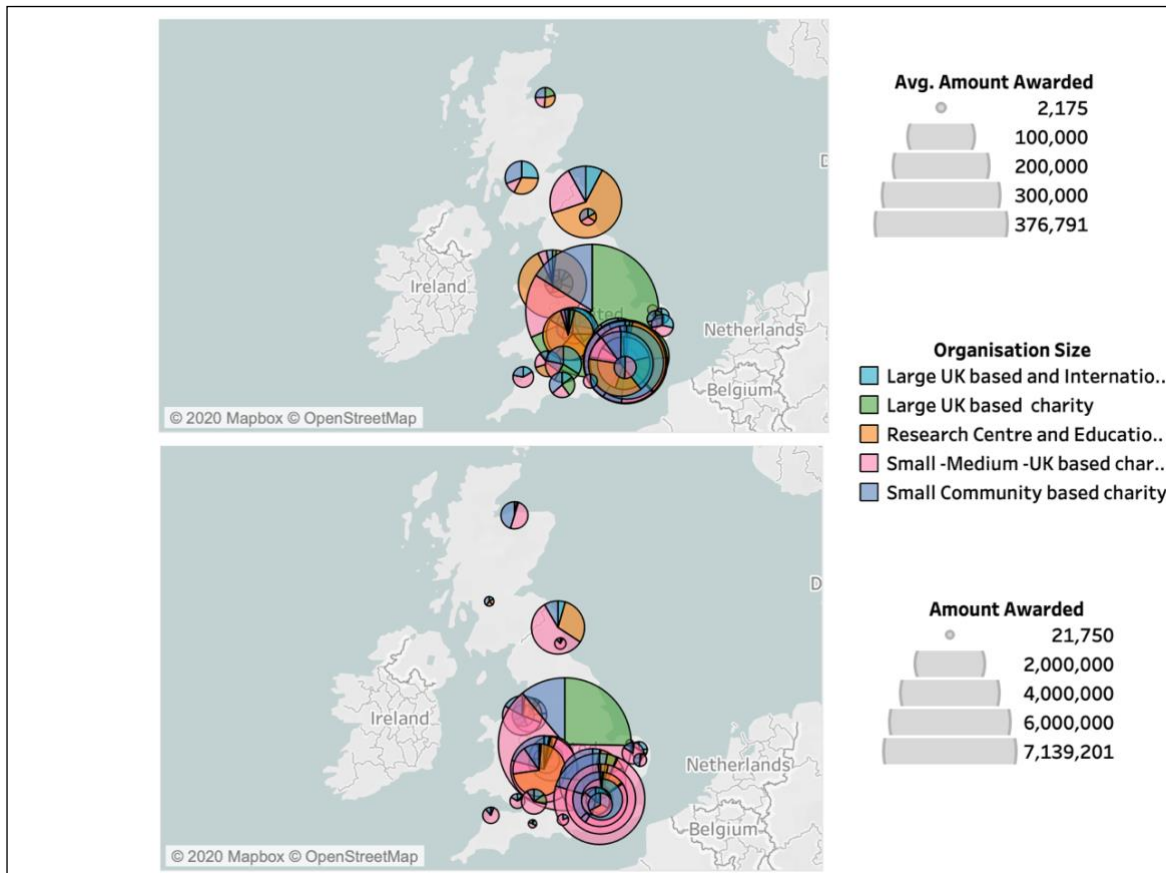 Ireland
Netherlands
Belgium
© 2020 Mapbox © OpenStreetMap
Avg. Amount Awarded
2,175
100,000
200,000
300,000
376,791
Organisation Size
Large UK based and Internatio..
Large UK based charity
Research Centre and Educatio..
Small -Medium -UK based char..
Small Community based charity
Ireland
Netherlands
Belgium
© 2020 Mapbox © OpenStreetMap
Amount Awarded
21,750
2,000,000
4,000,000
6,000,000
7,139,201